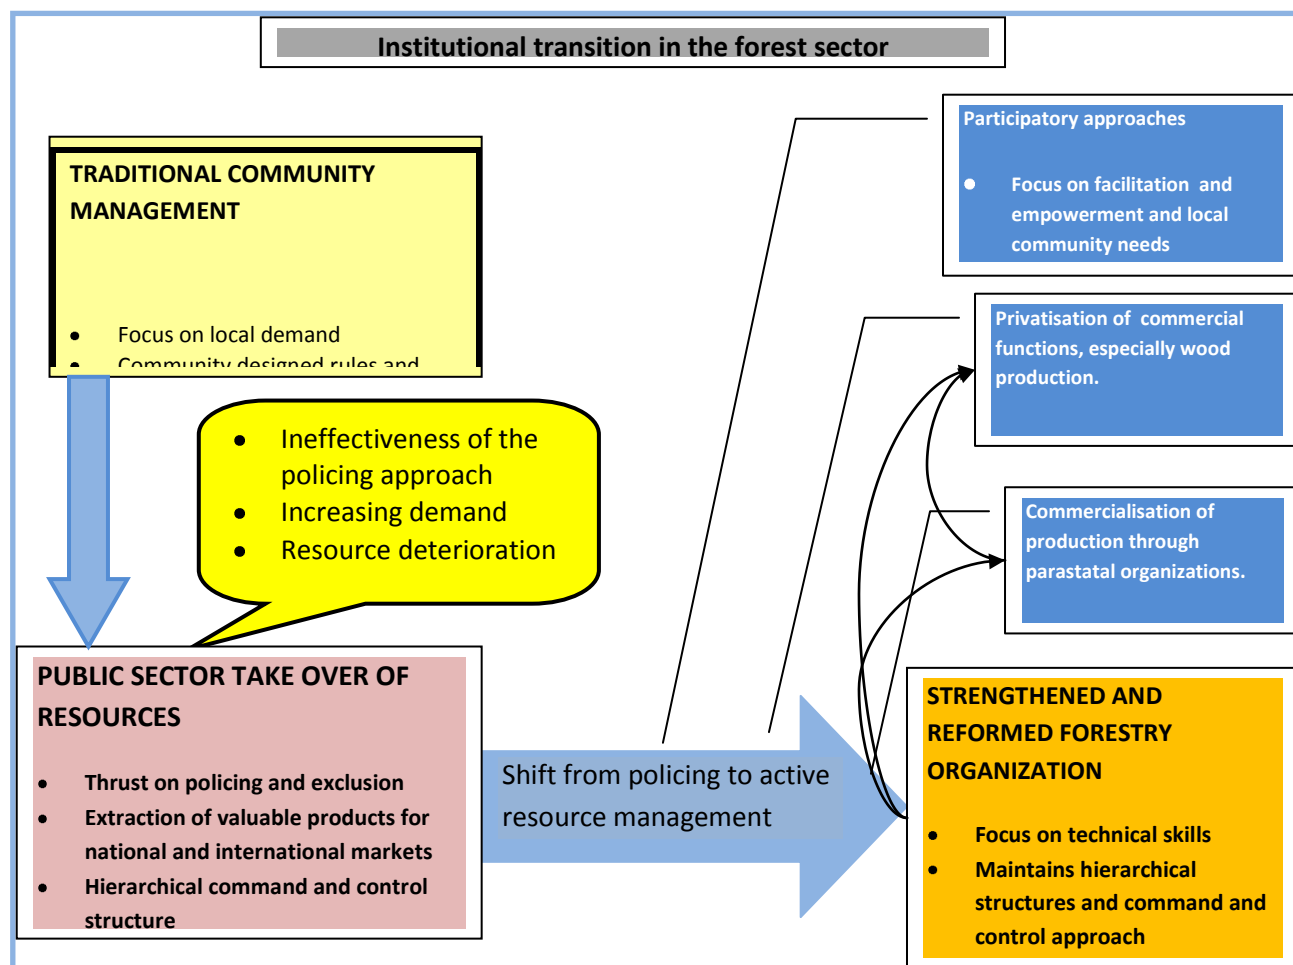 Institutional transition in the forest sector
TRADITIONAL COMMUNITY
MANAGEMENT
• Focus on local demand
• Community designed rules and
• Ineffectiveness of the
policing approach
• Increasing demand
• Resource deterioration
PUBLIC SECTOR TAKE OVER OF
RESOURCES
• Thrust on policing and exclusion
• Extraction of valuable products for
national and international markets
• Hierarchical command and control
structure
Shift from policing to active
resource management
Participatory approaches
• Focus on facilitation and
empowerment and local
community needs
Privatisation of commercial
functions, especially wood
production.
Commercialisation of
production through
parastatal organizations.
STRENGTHENED AND
REFORMED FORESTRY
ORGANIZATION
• Focus on technical skills
• Maintains hierarchical
structures and command and
control approach